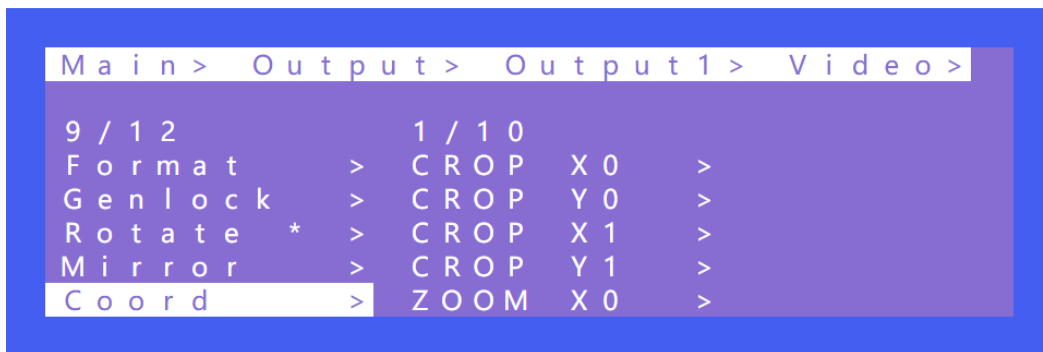 Main> Output> Output1> Video>
9/12 1/10
Format > CROP X0 >
Genlock > CROP Y0 >
Rotate * > CROP X1 >
Mirror > CROP Y1 >
Coord > ZOOM X0 >